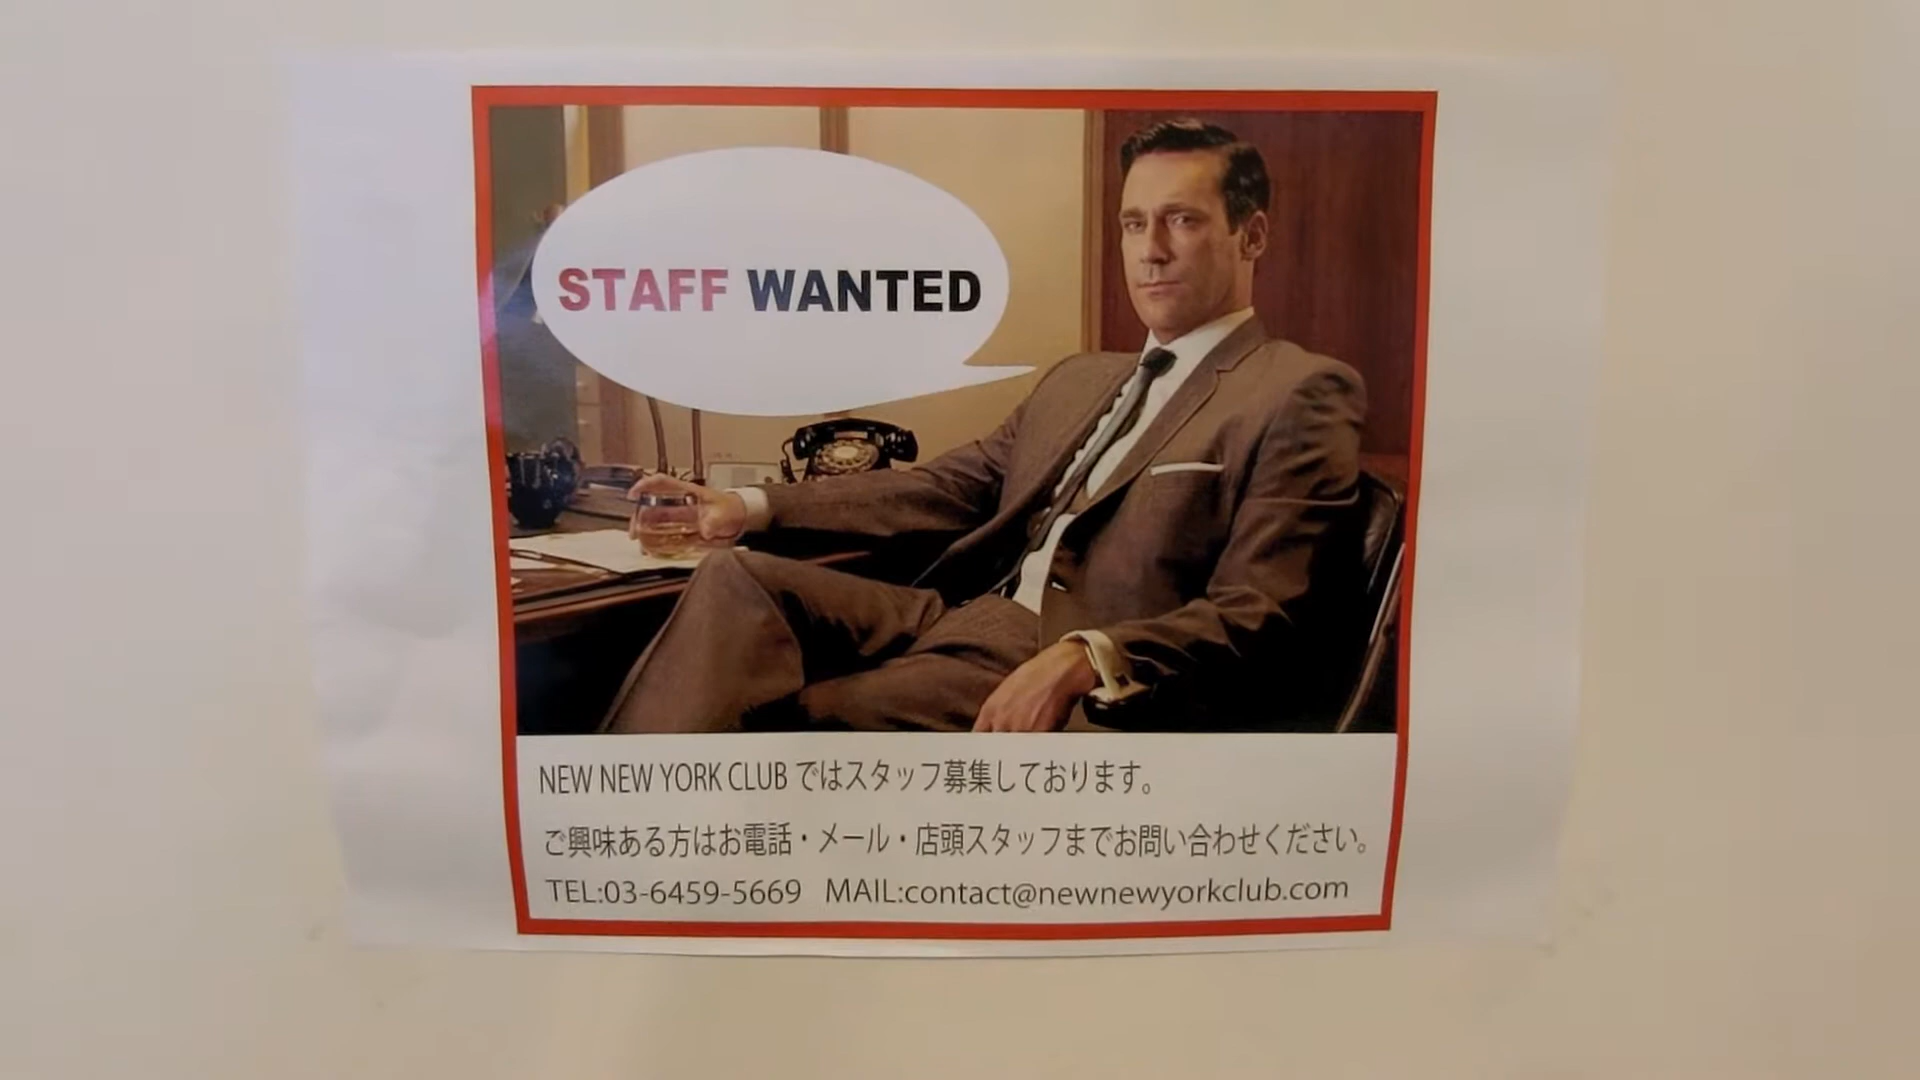 STAFF WANTED
NEW NEW YORK CLUB ではスタッフ募集しております。
ご興味ある方はお電話・メール・店頭スタッフまでお問い合わせください。
TEL:03-6459-5669 MAIL:contact@newnewyorkclub.com